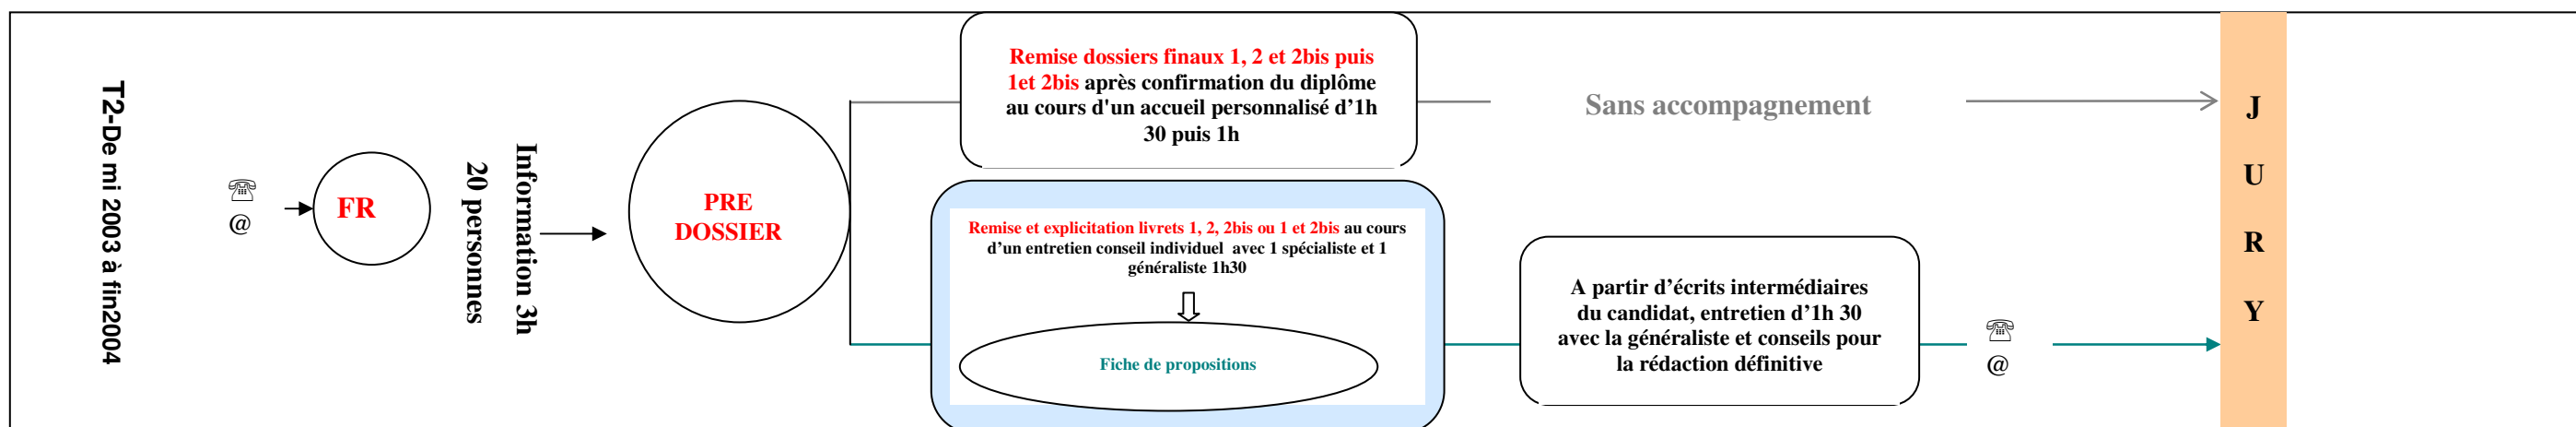 T2-De mi 2003 à fin2004
☏
@
FR
Information 3h
20 personnes
PRE
DOSSIER
Remise dossiers finaux 1, 2 et 2bis puis
1et 2bis après confirmation du diplôme
au cours d'un accueil personnalisé d’1h
30 puis 1h
Sans accompagnement
Remise et explicitation livrets 1, 2, 2bis ou 1 et 2bis au cours
d’un entretien conseil individuel avec 1 spécialiste et 1
généraliste 1h30
Fiche de propositions
A partir d’écrits intermédiaires
du candidat, entretien d’1h 30
avec la généraliste et conseils pour
la rédaction définitive
☏
@
J
U
R
Y